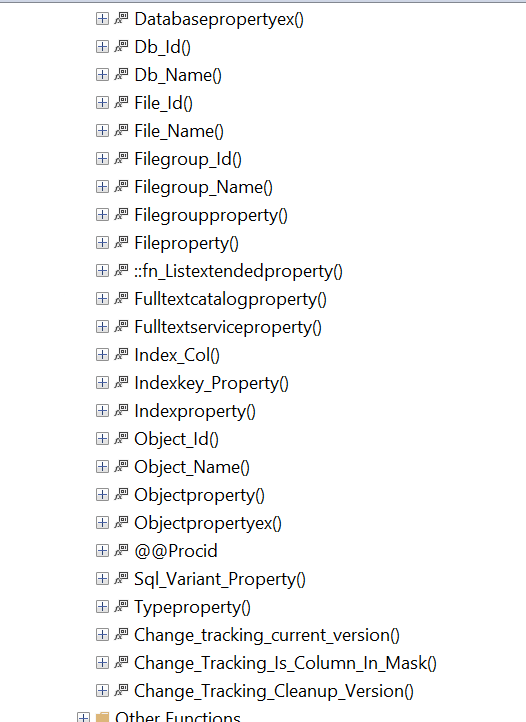 Databasepropertyex()
Db_Id()
Db_Name()
File_Id()
File_Name()
Filegroup_Id()
Filegroup_Name()
Filegroupproperty()
Fileproperty()
::fn_Listextendedproperty()
Fulltextcatalogproperty()
Fulltextserviceproperty()
Index_Col()
Indexkey_Property()
Indexproperty()
Object_Id()
Object_Name()
Objectproperty()
Objectpropertyex()
@@Procid
Sql_Variant_Property()
Typeproperty()
Change_tracking_current_version()
Change_Tracking_Is_Column_In_Mask()
Change_Tracking_Cleanup_Version()
Other Functions